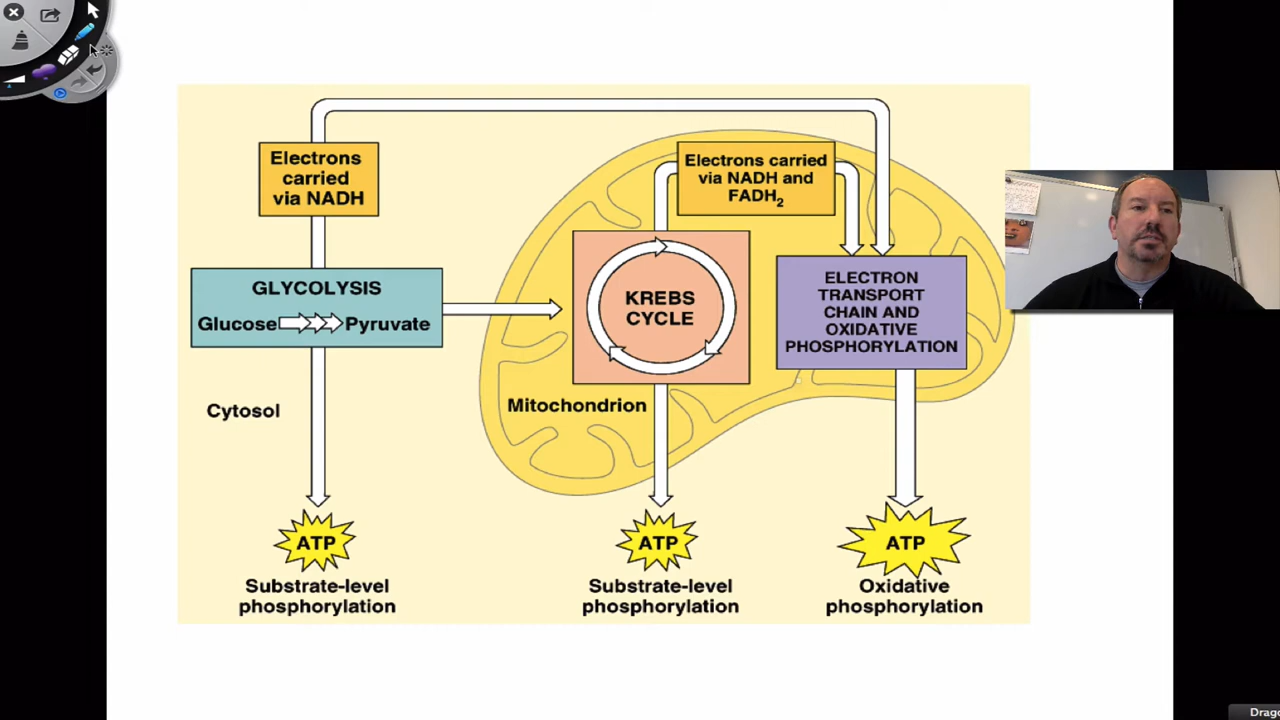 Electrons
carried
via NADH
Electrons carried
via NADH and
FADH₂
GLYCOLYSIS
Glucose Pyruvate
KREBS
CYCLE
ELECTRON
TRANSPORT
CHAIN AND
OXIDATIVE
PHOSPHORYLATION
Cytosol
Mitochondrion
ATP
Substrate-level
phosphorylation
ATP
Substrate-level
phosphorylation
ATP
Oxidative
phosphorylation